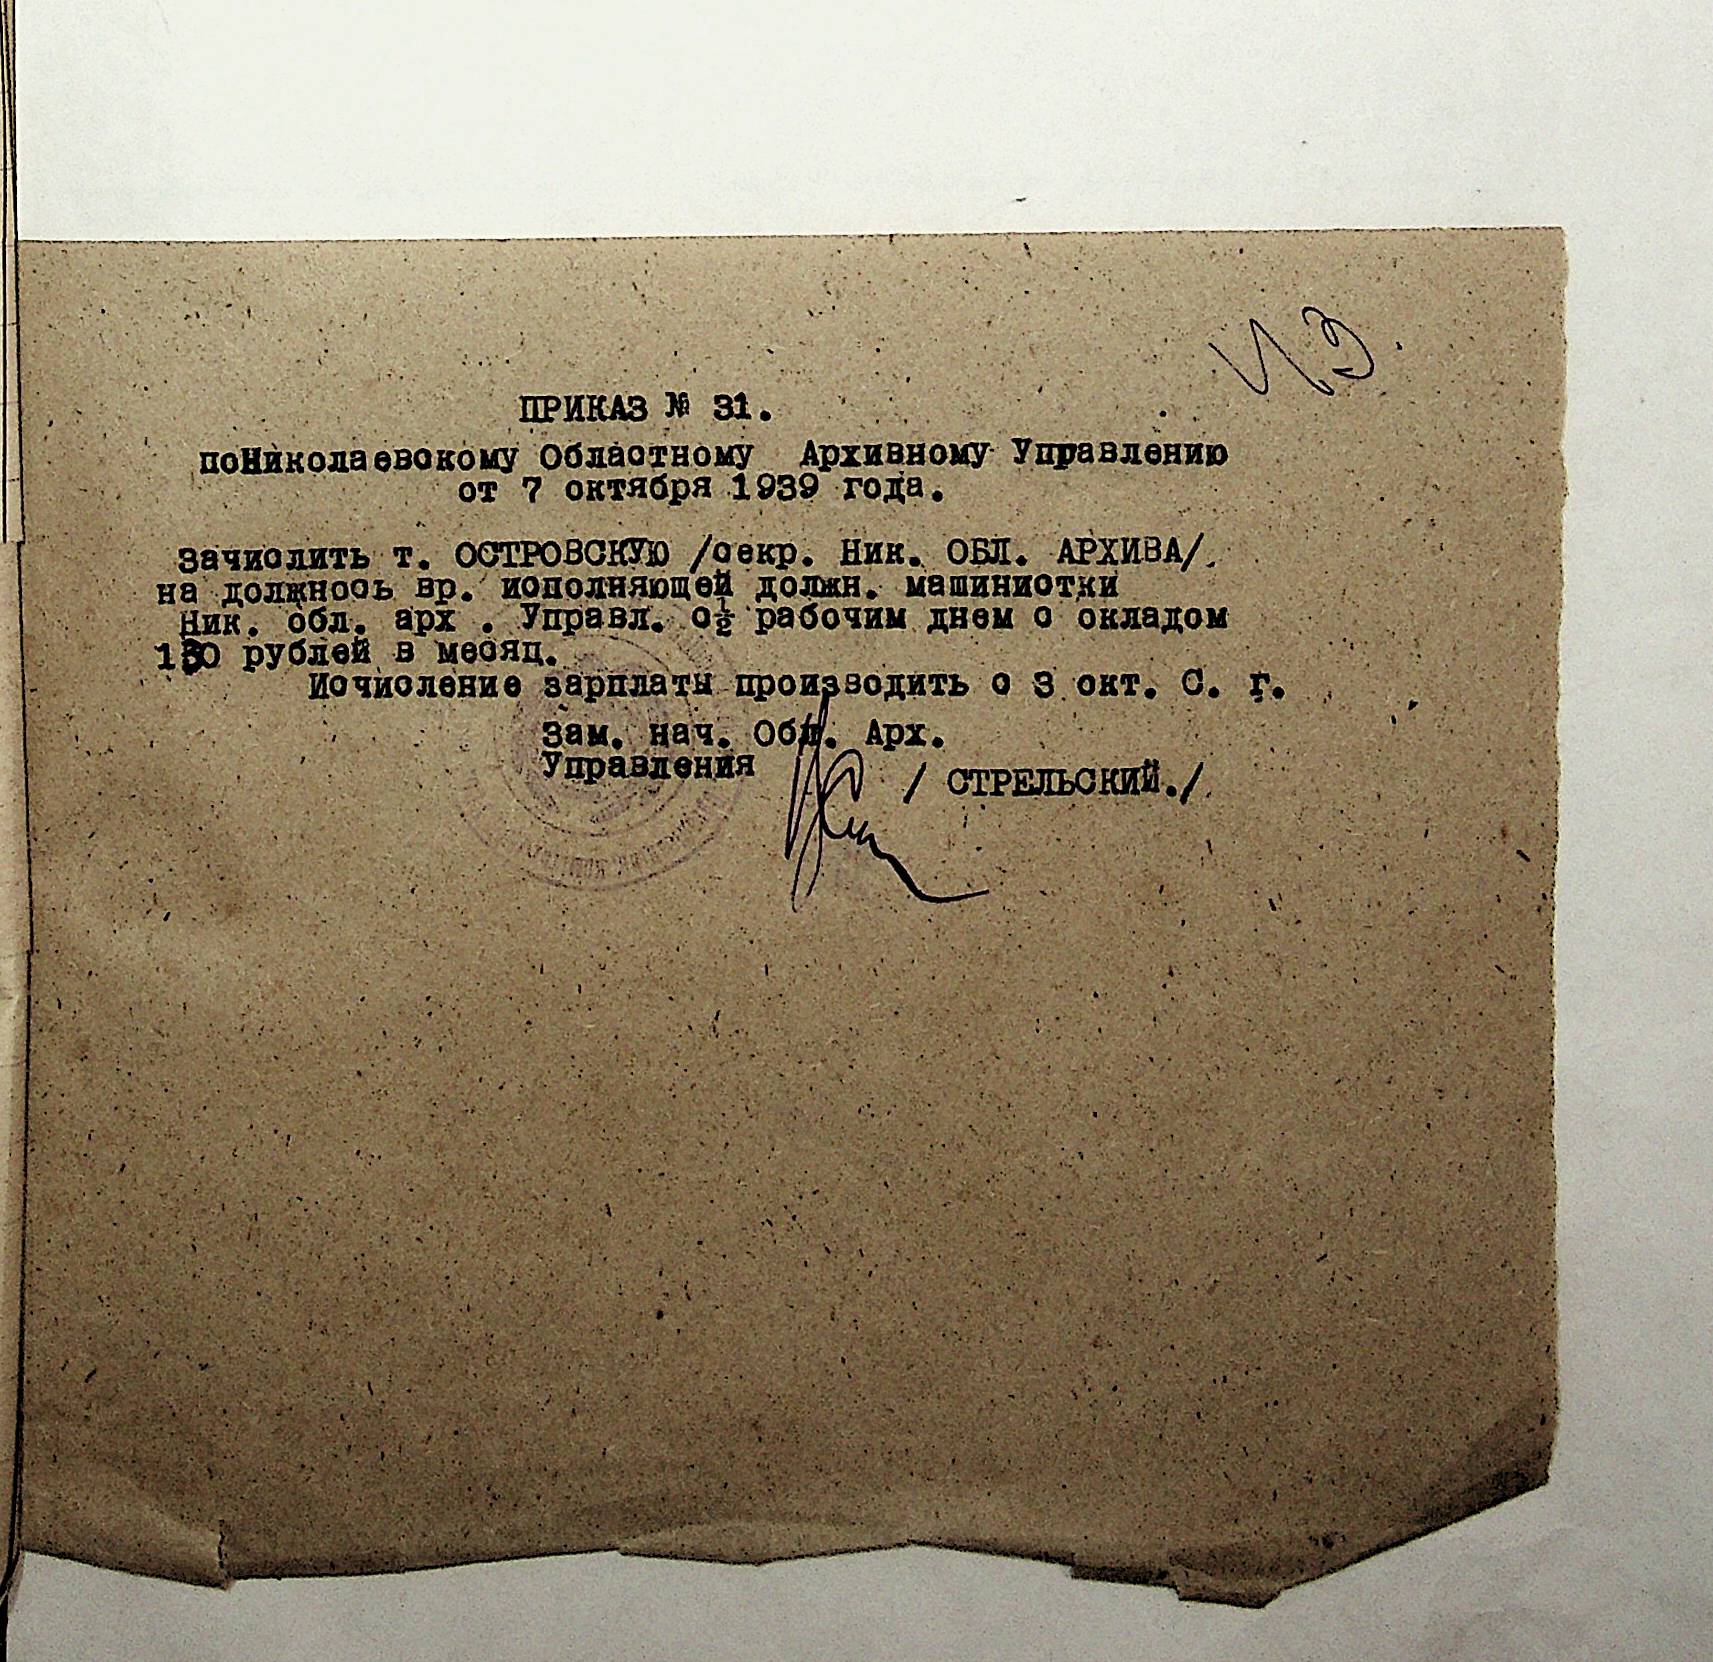 43.
ПРИКАЗ № 31.
поНиколаевскому Областному Архивному Управлению
от 7 октября 1939 года.
Зачислить т. ОСТРОВСКУЮ /секр. Ник. ОБЛ. АРХИВА/.
на должнось вр. исполняющей должн. машинистки
Ник. обл. арх . Управл. с½ рабочим днем с окладом
рублей в месяц.
Исчисление зарплаты производить с 3 окт. С. г.
Зам. нач. Обл. Арх.
Управления
/ СТРЕЛЬСКИЙ./